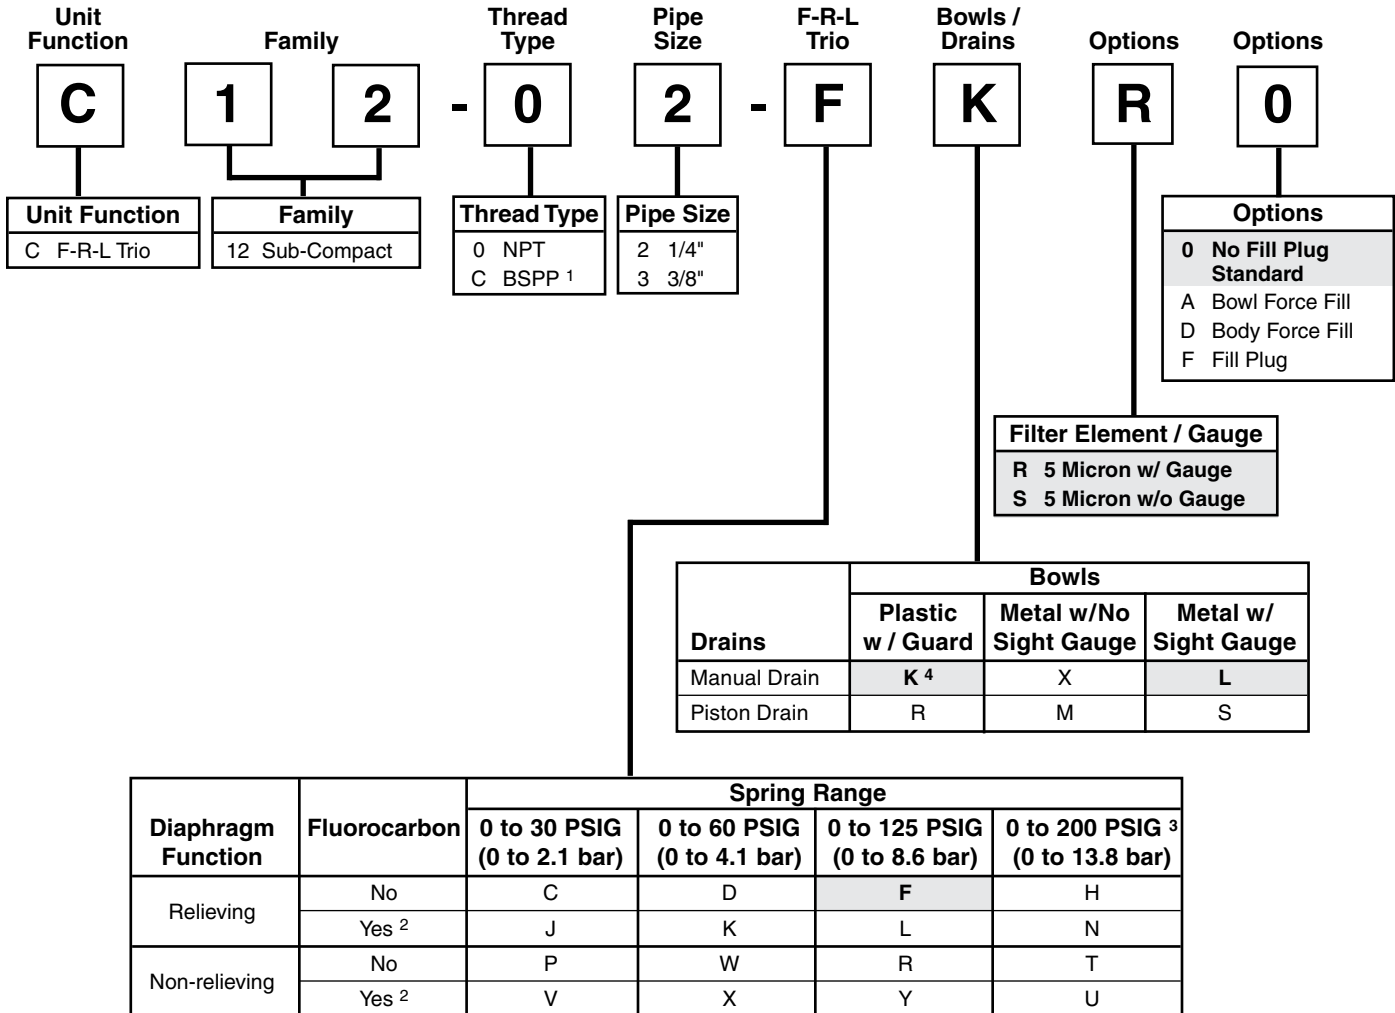 Unit Function
Family
Thread Type
Pipe Size
F-R-L Trio
Bowls / Drains
Options
Options
C 1 2 - 0 2 - F K R 0
Unit Function
C F-R-L Trio
Family
12 Sub-Compact
Thread Type
0 NPT
C BSPP 1
Pipe Size
2 1/4"
3 3/8"
Options
0 No Fill Plug
Standard
A Bowl Force Fill
D Body Force Fill
F Fill Plug
Filter Element / Gauge
R 5 Micron w/ Gauge
S 5 Micron w/o Gauge
Bowls
Drains
Plastic w / Guard
Metal w/No Sight Gauge
Metal w/ Sight Gauge
Manual Drain K 4 X L
Piston Drain R M S
Diaphragm Function
Fluorocarbon
Spring Range
0 to 30 PSIG (0 to 2.1 bar)
0 to 60 PSIG (0 to 4.1 bar)
0 to 125 PSIG (0 to 8.6 bar)
0 to 200 PSIG 3 (0 to 13.8 bar)
Relieving
No C D F H
Yes 2 J K L N
Non-relieving
No P W R T
Yes 2 V X Y U